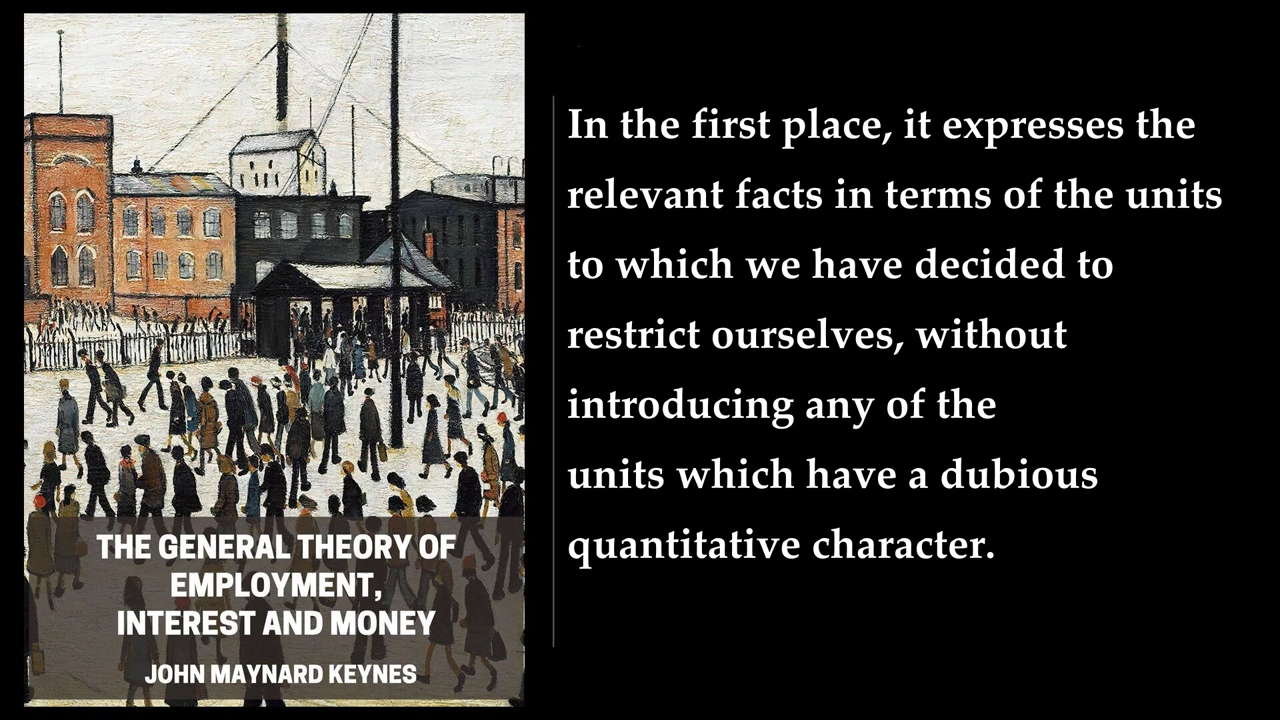 THE GENERAL THEORY OF
EMPLOYMENT,
INTEREST AND MONEY
JOHN MAYNARD KEYNES
In the first place, it expresses the
relevant facts in terms of the units
to which we have decided to
restrict ourselves, without
introducing any of the
units which have a dubious
quantitative character.